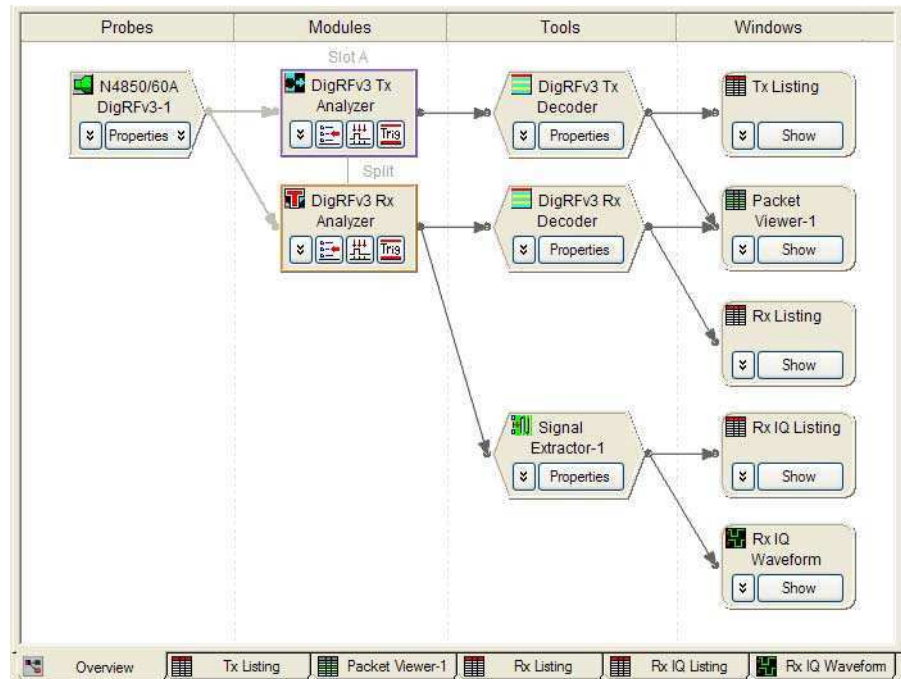 Probes Modules Tools Windows
Slot A
N4850/60A
DigRFv3-1
Properties
DigRFv3 Tx
Analyzer
Trig
DigRFv3 Tx
Decoder
Properties
Tx Listing
Show
Split
DigRFv3 Rx
Analyzer
Trig
DigRFv3 Rx
Decoder
Properties
Packet
Viewer-1
Show
Rx Listing
Show
Signal
Extractor-1
Properties
Rx IQ Listing
Show
Rx IQ
Waveform
Show
Overview Tx Listing Packet Viewer-1 Rx Listing Rx IQ Listing Rx IQ Waveform